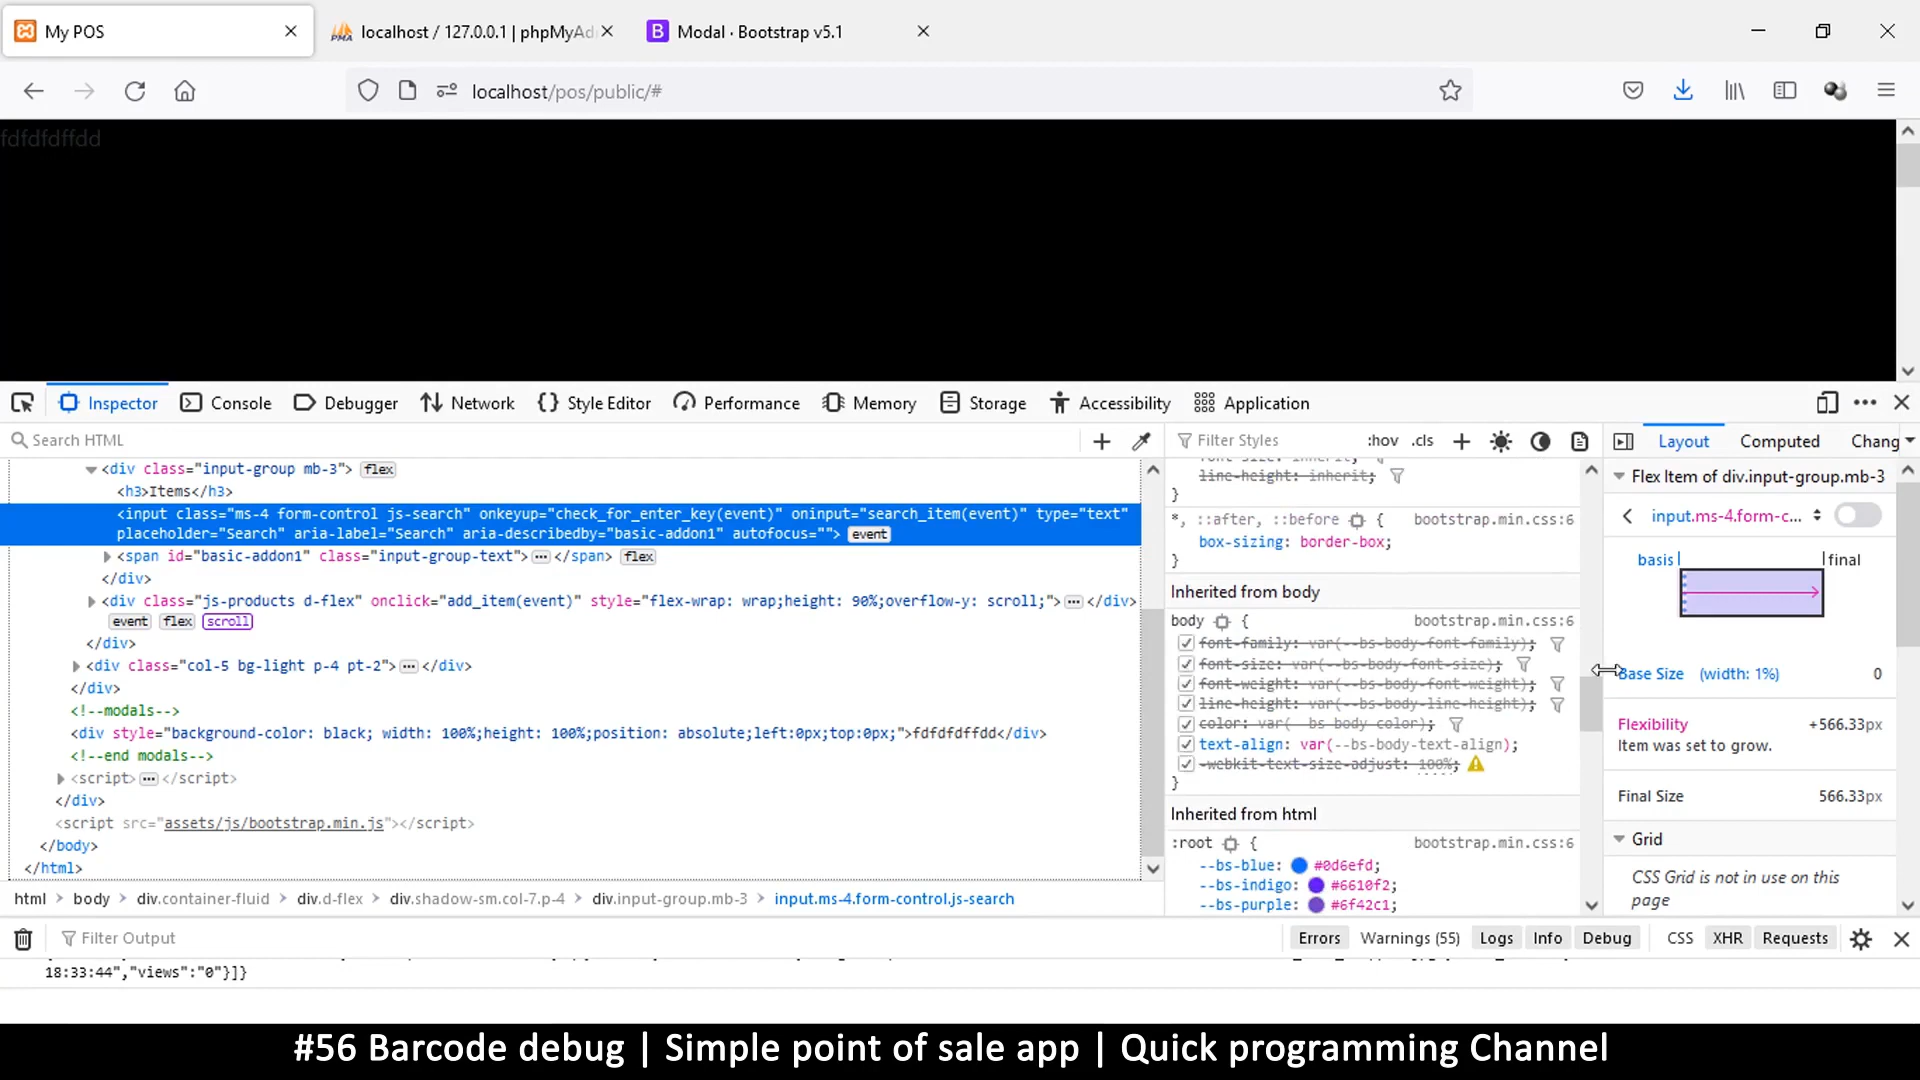 My POS
localhost / 127.0.0.1 | phpMyAd
Modal · Bootstrap v5.1
localhost/pos/public/#
fdfdfdffdd
Inspector Console Debugger Network Style Editor Performance Memory Storage Accessibility Application
Search HTML
<div class="input-group mb-3"> flex
<h3>Items</h3>
<input class="ms-4 form-control js-search" onkeyup="check_for_enter_key(event)" oninput="search_item(event)" type="text"
placeholder="Search" aria-label="Search" aria-describedby="basic-addon1" autofocus=""> event
<span id="basic-addon1" class="input-group-text"> </span> flex
</div>
<div class="js-products d-flex" onclick="add_item(event)" style="flex-wrap: wrap;height: 90%;overflow-y: scroll;"> </div>
event flex scroll
</div>
<div class="col-5 bg-light p-4 pt-2"> </div>
</div>
<!--modals-->
<div style="background-color: black; width: 100%;height: 100%;position: absolute;left:0px;top:0px;">fdfdfdffdd</div>
<!--end modals-->
<script> </script>
</div>
<script src="assets/js/bootstrap.min.js"></script>
</body>
</html>
html body div.container-fluid div.d-flex div.shadow-sm.col-7.p-4 div.input-group.mb-3 input.ms-4.form-control.js-search
Filter Styles :hov .cls
line-height: inherit;
}
*, ::after, ::before { bootstrap.min.css:6
box-sizing: border-box;
}
Inherited from body
body { bootstrap.min.css:6
font-family: var(--bs-body-font-family);
font-size: var(--bs-body-font-size);
font-weight: var(--bs-body-font-weight);
line-height: var(--bs-body-line-height);
color: var(--bs-body-color);
text-align: var(--bs-body-text-align);
-webkit-text-size-adjust: 100%;
}
Inherited from html
:root { bootstrap.min.css:6
--bs-blue: #0d6efd;
--bs-indigo: #6610f2;
--bs-purple: #6f42c1;
Layout Computed Chang
Flex Item of div.input-group.mb-3
input.ms-4.form-c...
basis final
Base Size (width: 1%) 0
Flexibility +566.33px
Item was set to grow.
Final Size 566.33px
Grid
CSS Grid is not in use on this
page
Filter Output Errors Warnings (55) Logs Info Debug CSS XHR Requests
18:33:44","views":"0"}]}
#56 Barcode debug | Simple point of sale app | Quick programming Channel